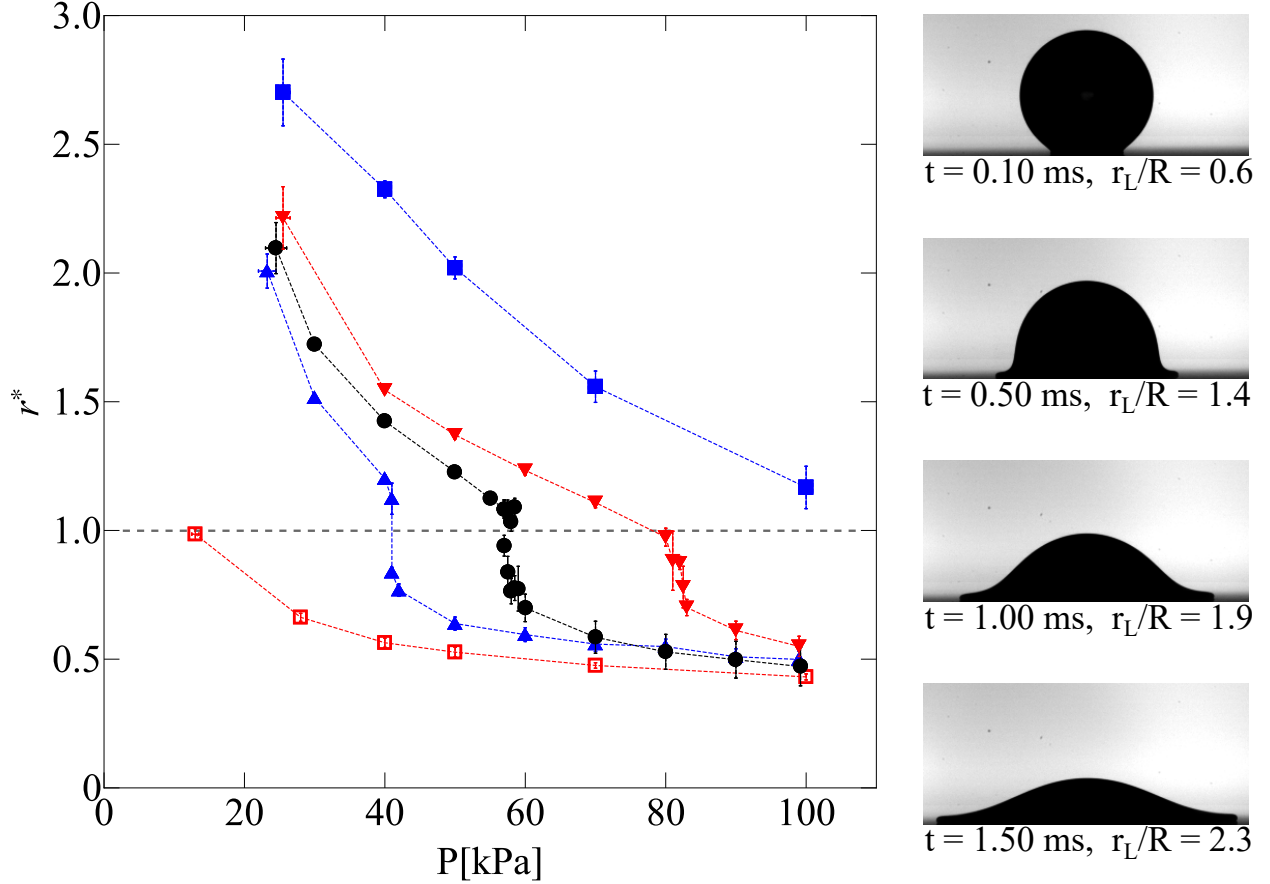 3.0
2.5
2.0
1.5
1.0
0.5
0
r*
0 20 40 60 80 100
P[kPa]
t = 0.10 ms, r_L/R = 0.6
t = 0.50 ms, r_L/R = 1.4
t = 1.00 ms, r_L/R = 1.9
t = 1.50 ms, r_L/R = 2.3